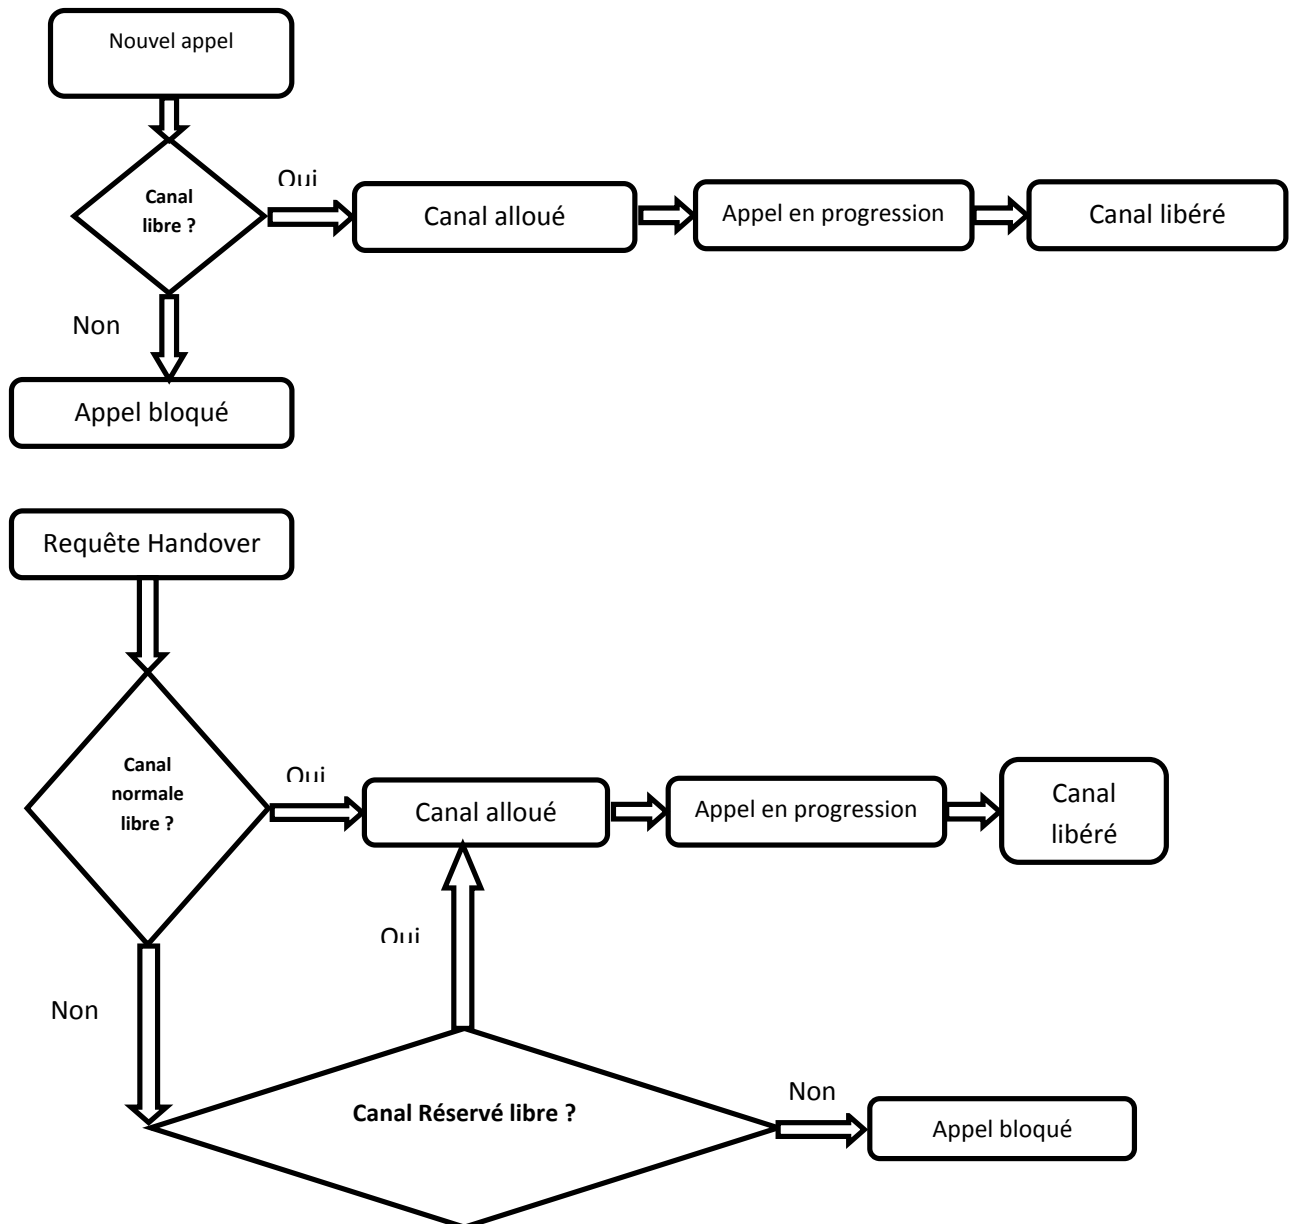 Nouvel appel
Canal
libre ?
Oui
Canal alloué
Appel en progression
Canal libéré
Non
Appel bloqué
Requête Handover
Canal
normale
libre ?
Oui
Canal alloué
Appel en progression
Canal
libéré
Oui
Non
Canal Réservé libre ?
Non
Appel bloqué